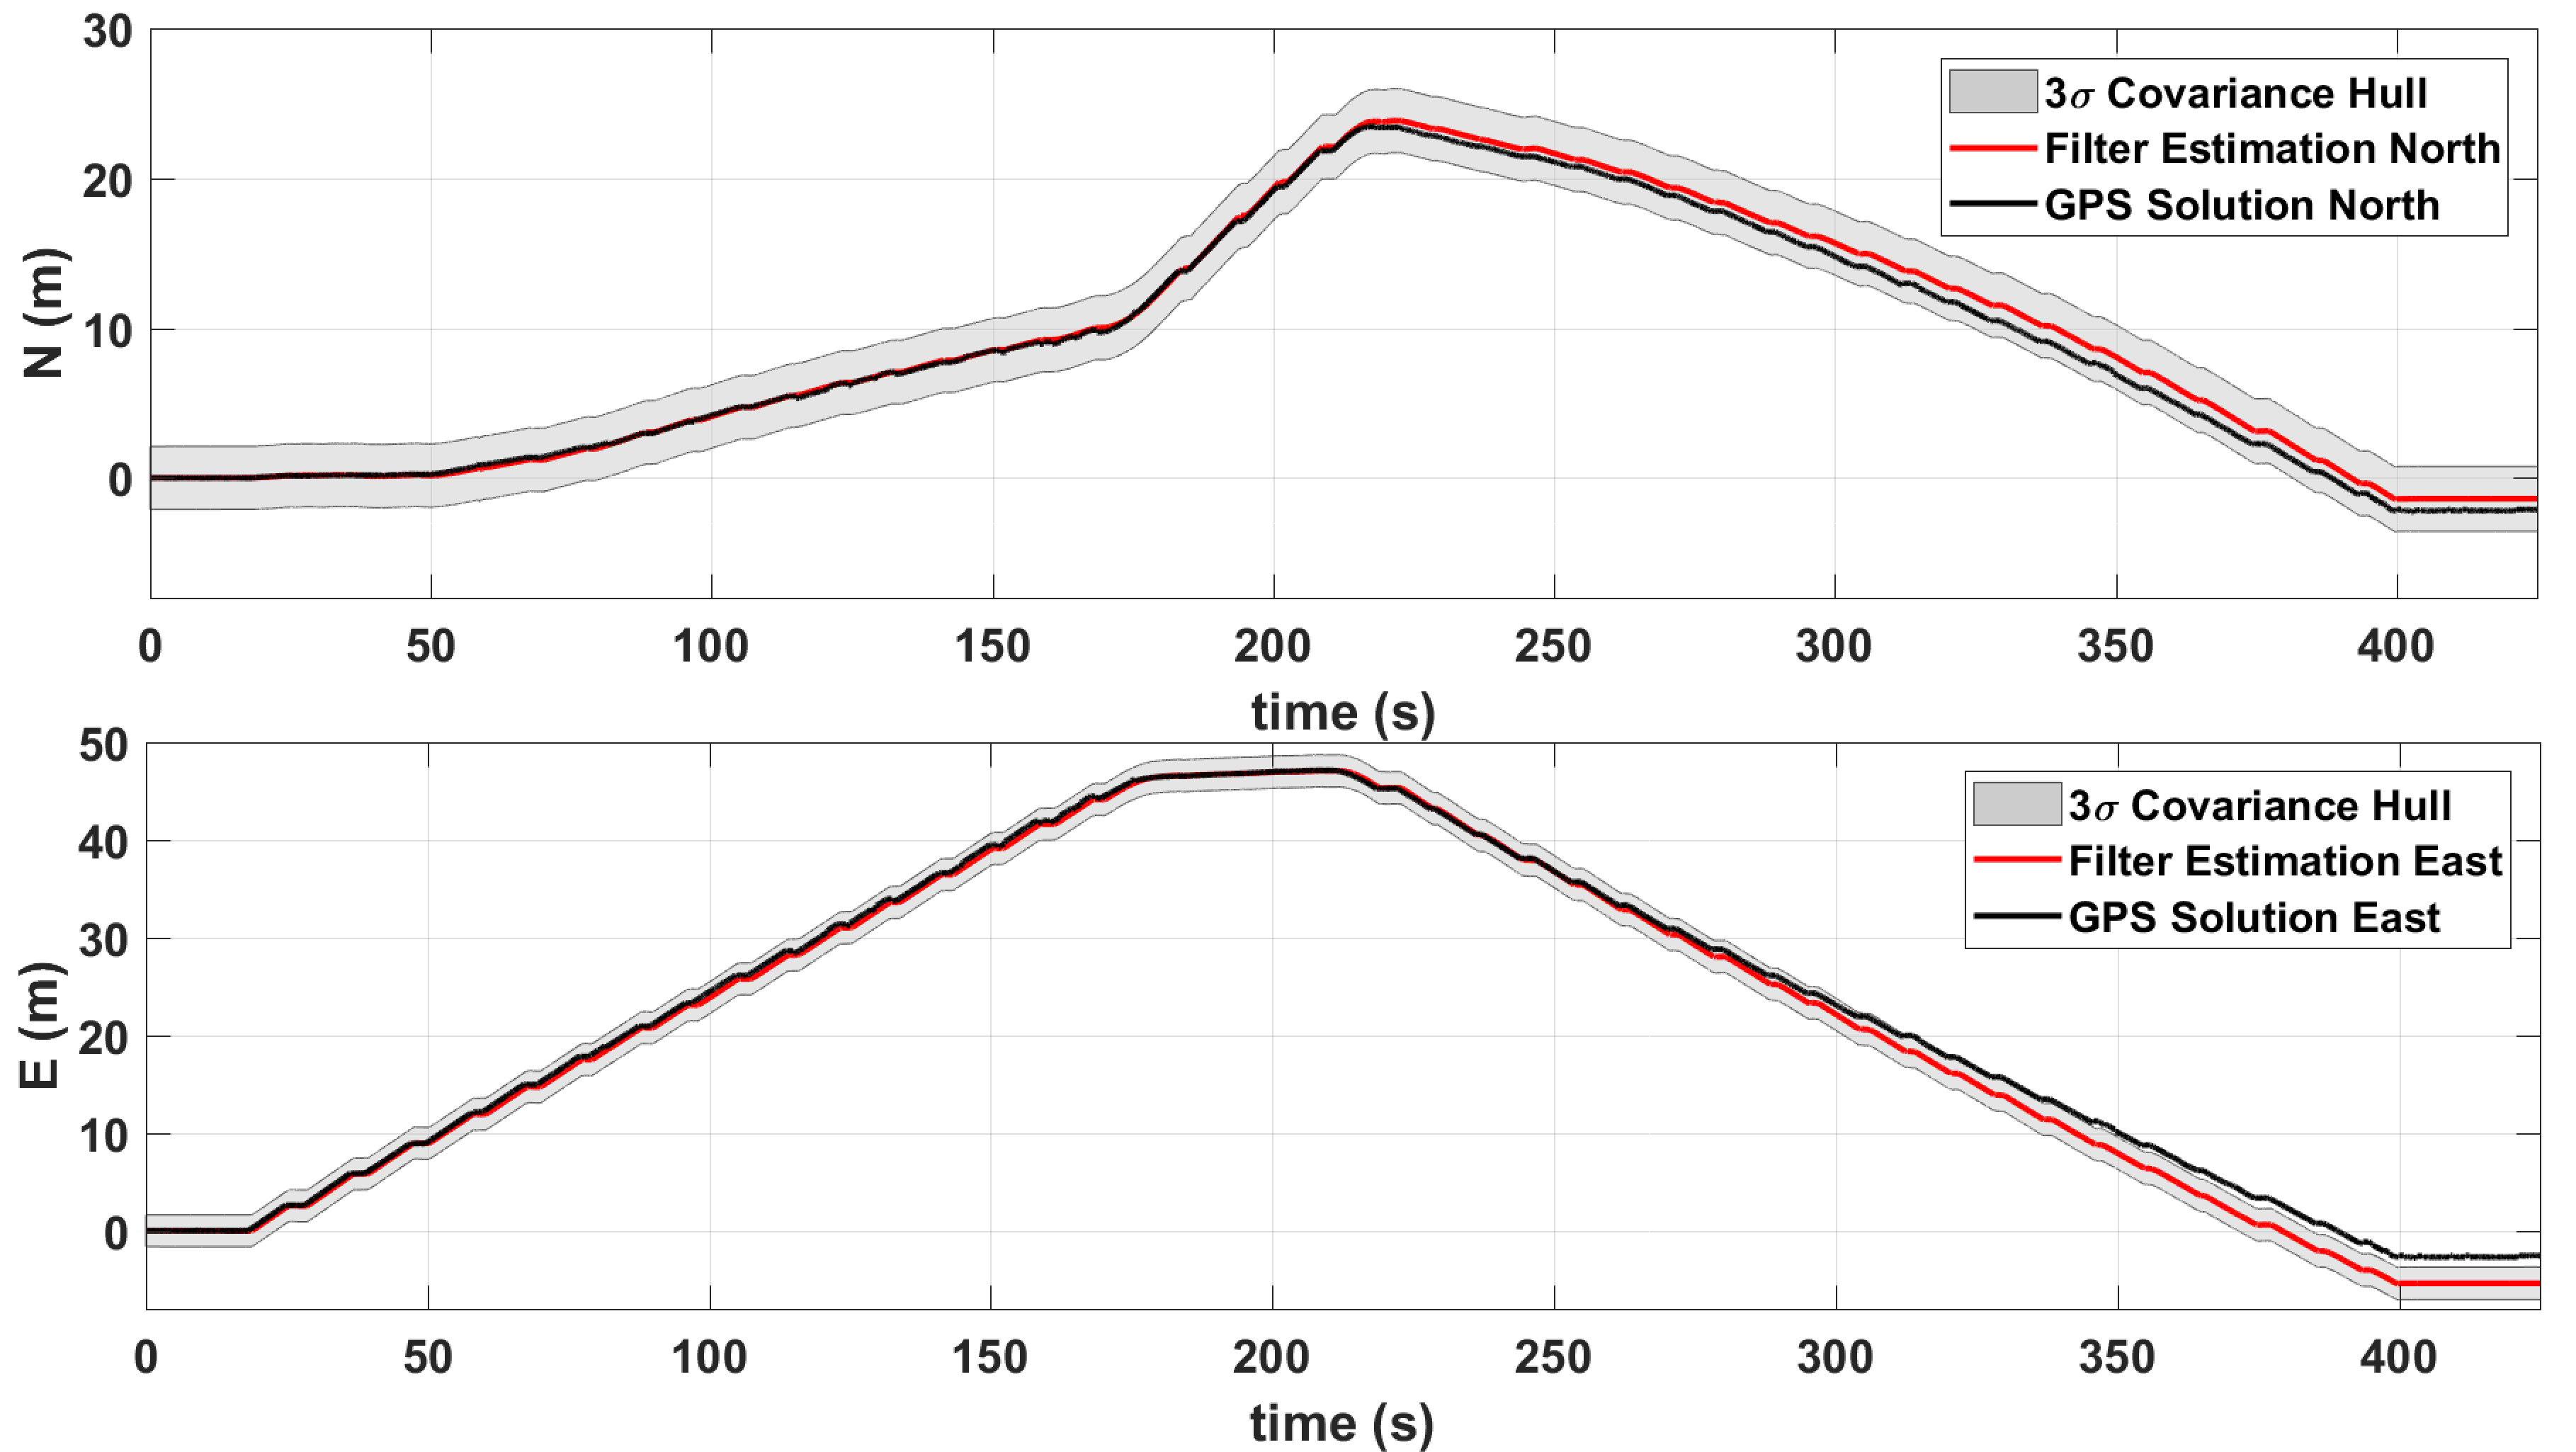 30
20
10
0
N (m)
3σ Covariance Hull
Filter Estimation North
GPS Solution North
0 50 100 150 200 250 300 350 400
time (s)
50
40
30
20
10
0
E (m)
3σ Covariance Hull
Filter Estimation East
GPS Solution East
0 50 100 150 200 250 300 350 400
time (s)